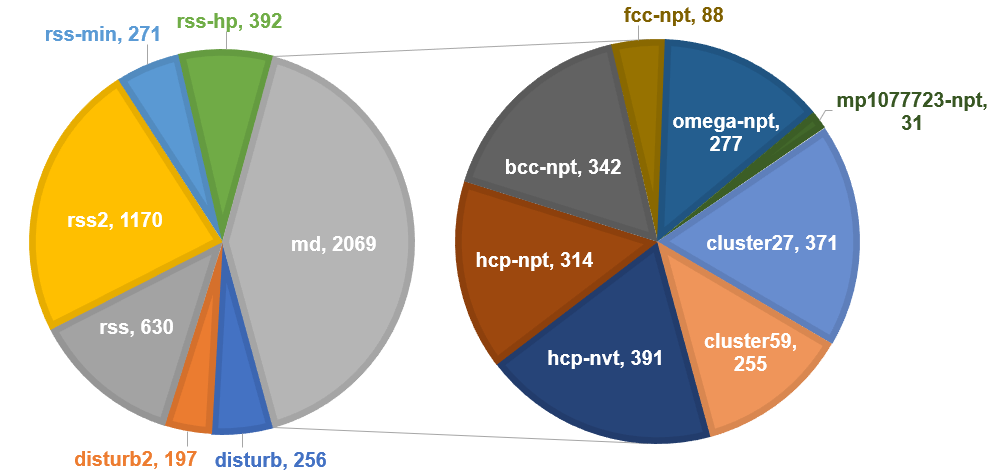 rss-min, 271
rss-hp, 392
rss2, 1170
md, 2069
rss, 630
disturb2, 197
disturb, 256
fcc-npt, 88
omega-npt,
277
mp1077723-npt,
31
bcc-npt, 342
cluster27, 371
hcp-npt, 314
cluster59,
255
hcp-nvt, 391